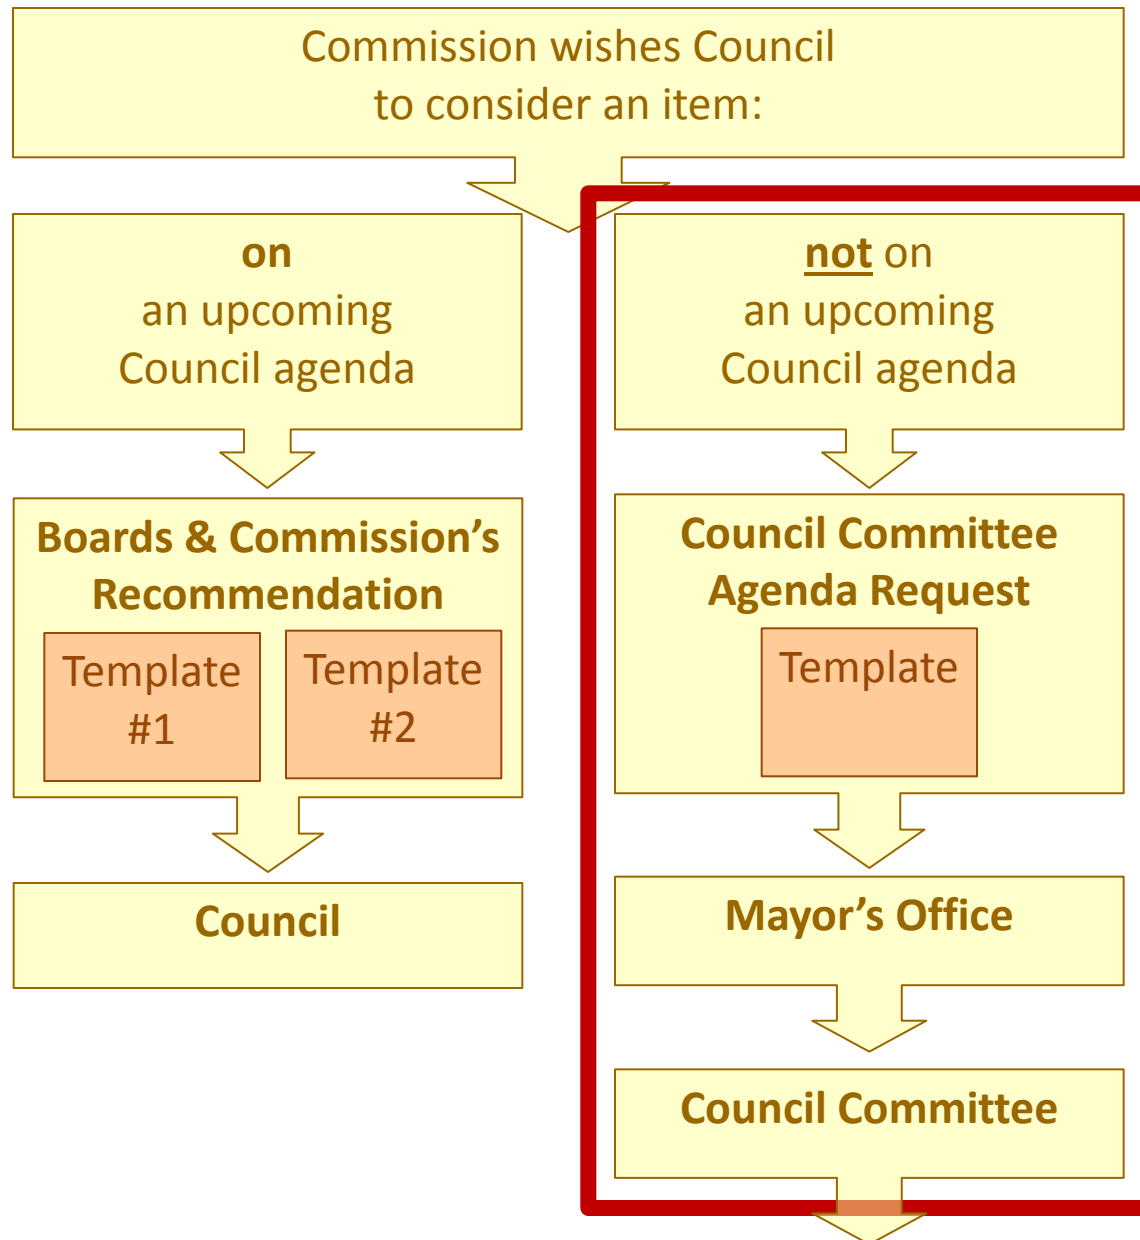 Commission wishes Council
to consider an item:
on
an upcoming
Council agenda
Boards & Commission’s
Recommendation
Template
#1
Template
#2
Council
not on
an upcoming
Council agenda
Council Committee
Agenda Request
Template
Mayor’s Office
Council Committee